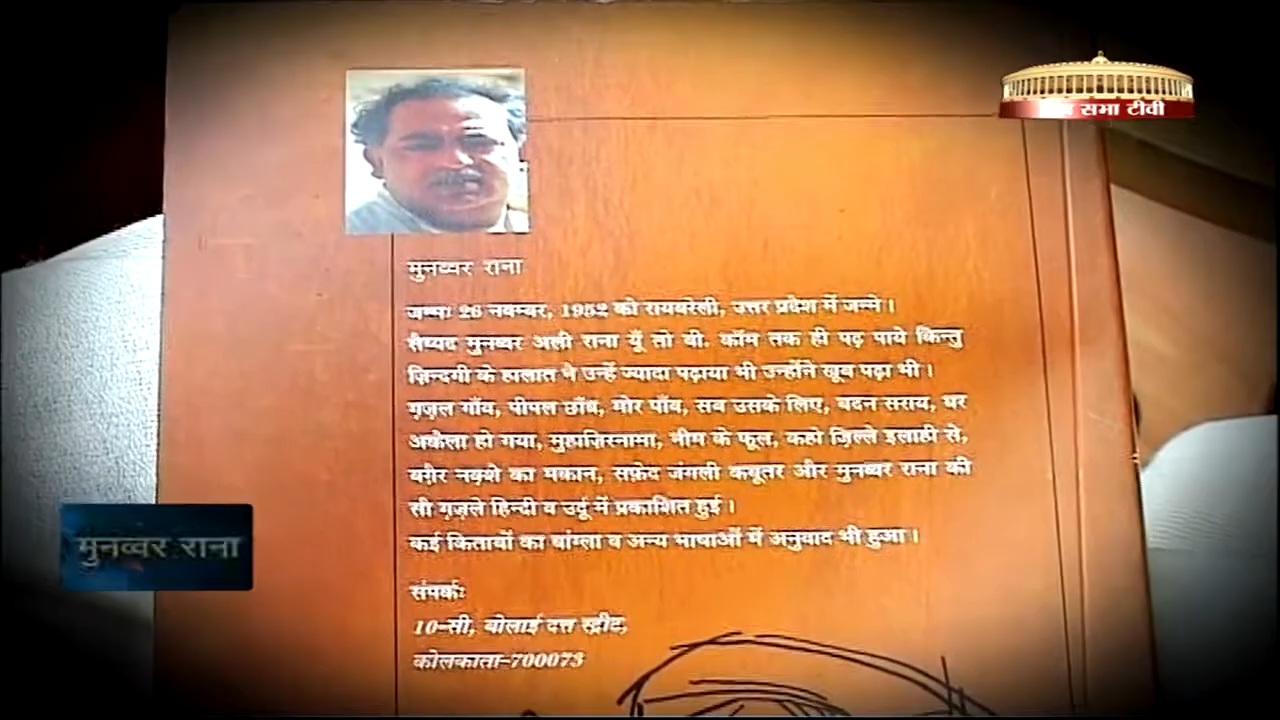 सभा टीवी
मुनव्वर राना
जन्मः 26 नवम्बर, 1952 को रायबरेली, उत्तर प्रदेश में जन्मे।
सैय्यद मुनव्वर अली राना यूँ तो बी. कॉम तक ही पढ़ पाये किन्तु
ज़िन्दगी के हालात ने उन्हें ज्यादा पढ़ाया भी उन्होंने खूब पढ़ा भी।
ग़ज़ल गाँव, पीपल छाँव, मोर पाँव, सब उसके लिए, बदन सराय, घर
अकेला हो गया, मुहाज़िरनामा, नीम के फूल, कहो ज़िल्ले इलाही से,
बग़ैर नक़्शे का मकान, सफ़ेद जंगली कबूतर और मुनव्वर राना की
सौ ग़ज़लें हिन्दी व उर्दू में प्रकाशित हुई।
कई किताबों का बांग्ला व अन्य भाषाओं में अनुवाद भी हुआ।
संपर्कः
10-सी, बोलाई दत्त स्ट्रीट,
कोलकाता-700073
मुनव्वर राना